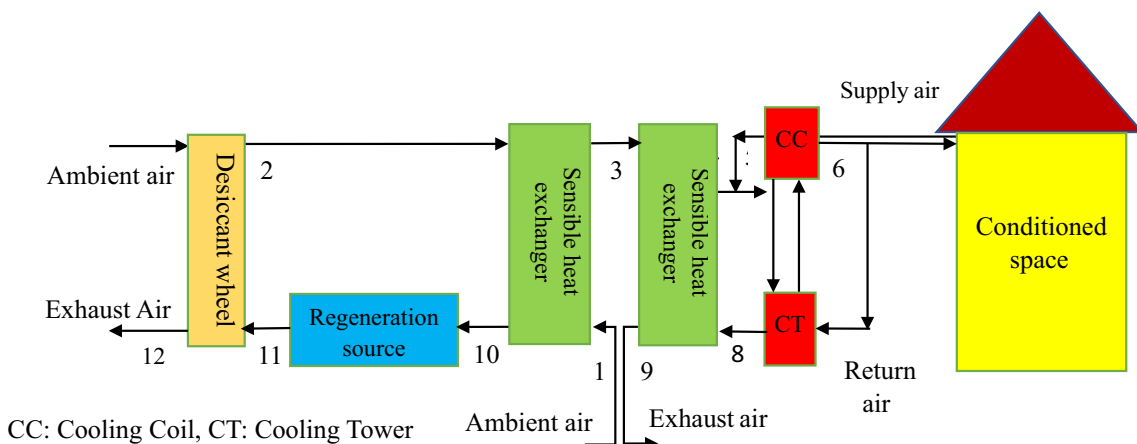 Supply air
Ambient air
2
Desiccant wheel
Sensible heat
exchanger
3
Sensible heat
exchanger
CC
6
Conditioned
space
Exhaust Air
12
11
Regeneration
source
10
1
9
8
CT
Return
air
Ambient air
Exhaust air
CC: Cooling Coil, CT: Cooling Tower